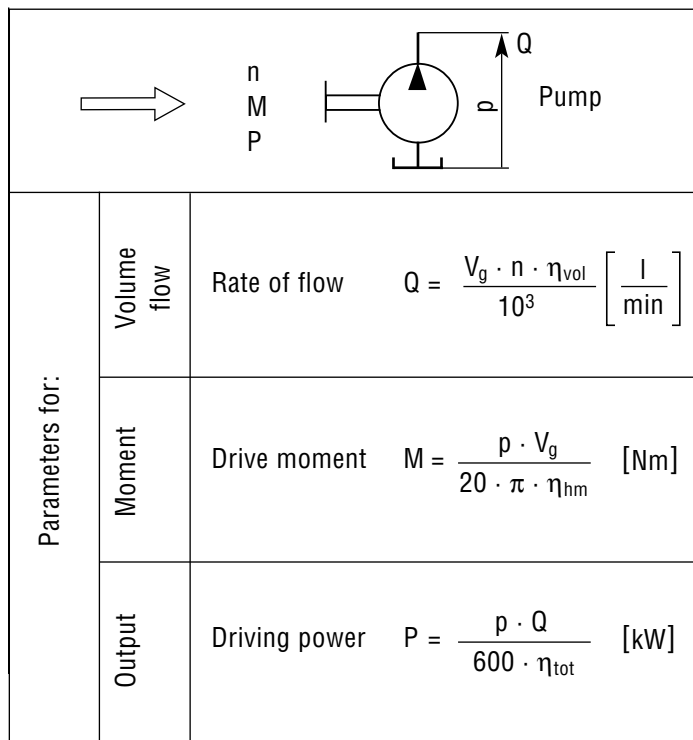 n
M
P
Q
p
Pump
Parameters for:
Volume
flow
Rate of flow Q = V_g · n · η_vol / 10³ [ l / min ]
Moment
Drive moment M = p · V_g / 20 · π · η_hm [Nm]
Output
Driving power P = p · Q / 600 · η_tot [kW]